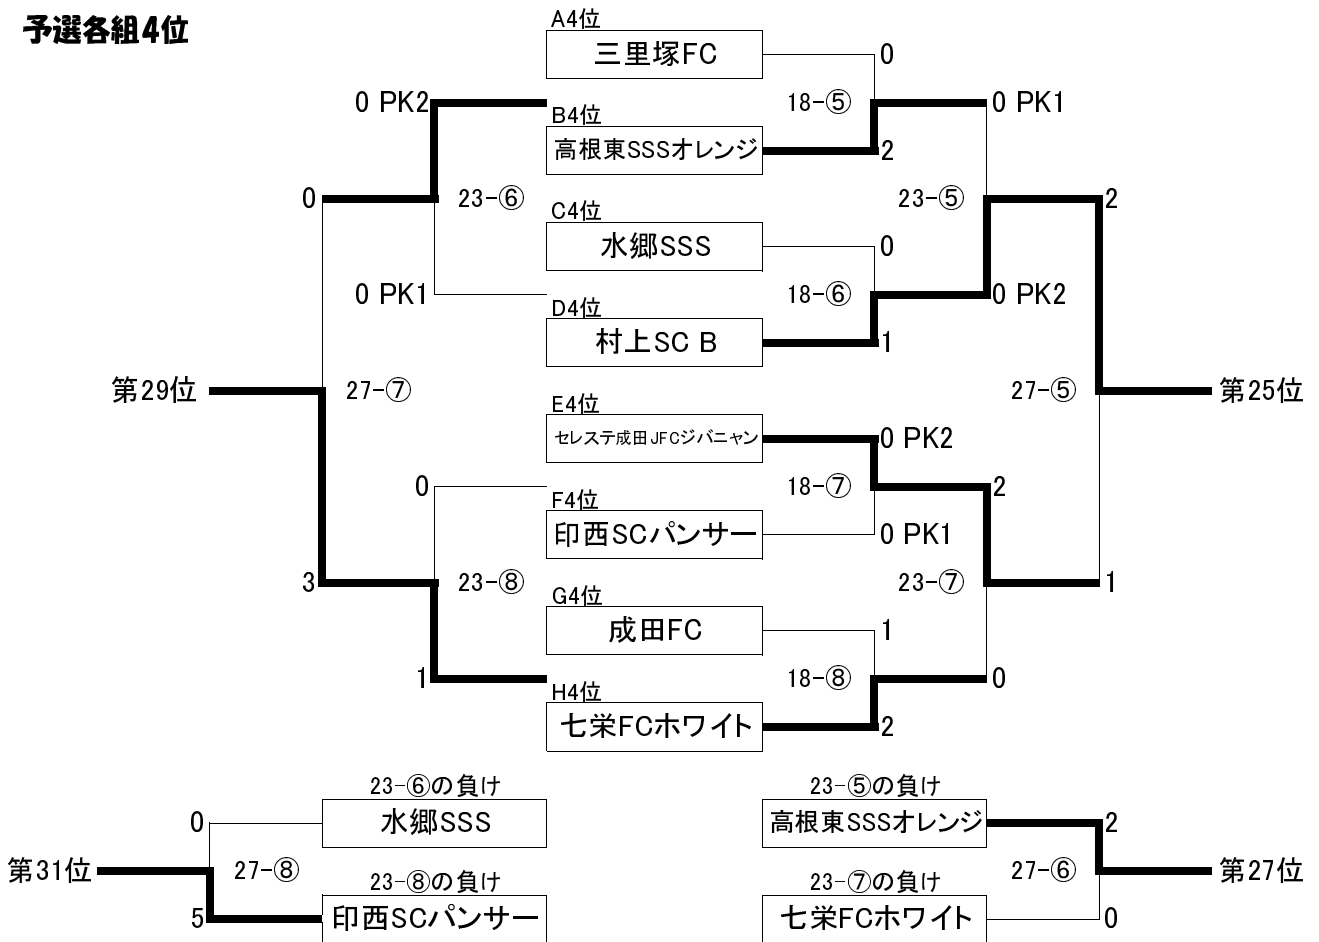 予選各組4位
A4位
三里塚FC
0
0 PK2
18-⑤
0 PK1
B4位
高根東SSSオレンジ
2
0
23-⑥
23-⑤
2
C4位
水郷SSS
0
0 PK1
18-⑥
0 PK2
D4位
村上SC B
1
第29位
27-⑦
27-⑤
第25位
E4位
セレステ成田JFCジバニャン
0 PK2
0
18-⑦
2
F4位
印西SCパンサー
0 PK1
3
23-⑧
23-⑦
1
G4位
成田FC
1
1
18-⑧
0
H4位
七栄FCホワイト
2
23-⑥の負け
23-⑤の負け
0
水郷SSS
高根東SSSオレンジ
2
第31位
27-⑧
27-⑥
第27位
23-⑧の負け
23-⑦の負け
5
印西SCパンサー
七栄FCホワイト
0